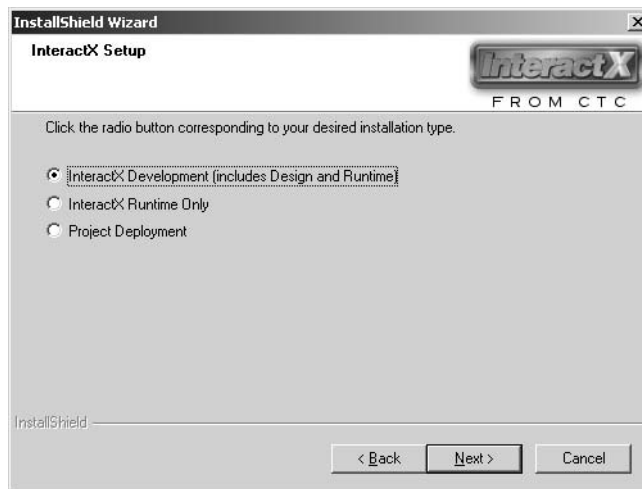 InstallShield Wizard
InteractX Setup
InteractX
FROM CTC
Click the radio button corresponding to your desired installation type.
InteractX Development (includes Design and Runtime)
InteractX Runtime Only
Project Deployment
InstallShield
< Back
Next >
Cancel